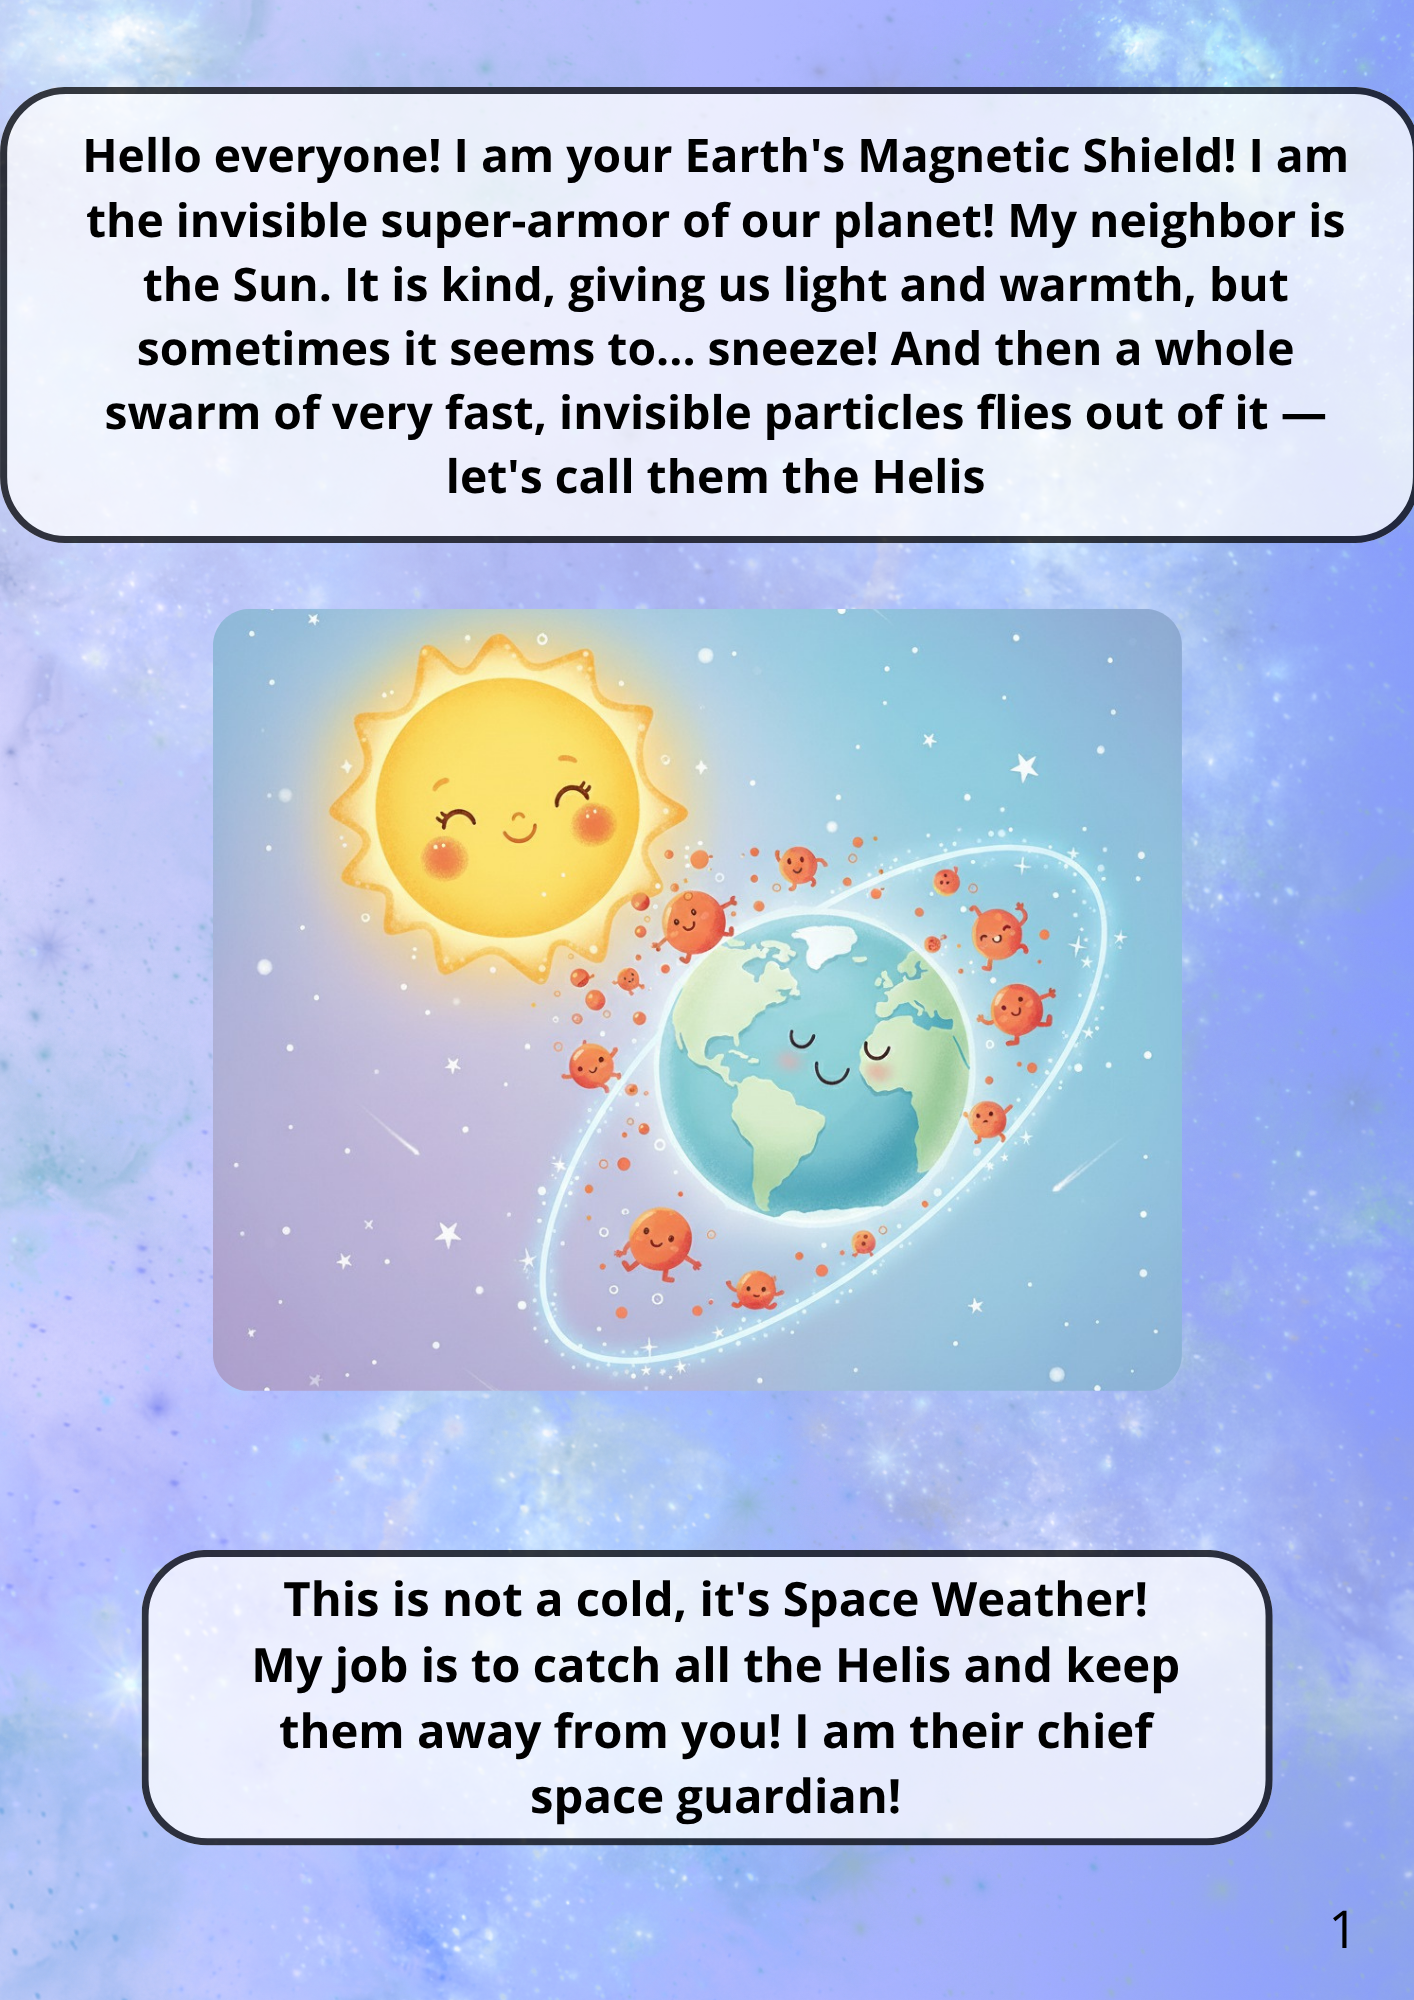 Hello everyone! I am your Earth's Magnetic Shield! I am
the invisible super-armor of our planet! My neighbor is
the Sun. It is kind, giving us light and warmth, but
sometimes it seems to... sneeze! And then a whole
swarm of very fast, invisible particles flies out of it —
let's call them the Helis
This is not a cold, it's Space Weather!
My job is to catch all the Helis and keep
them away from you! I am their chief
space guardian!
1